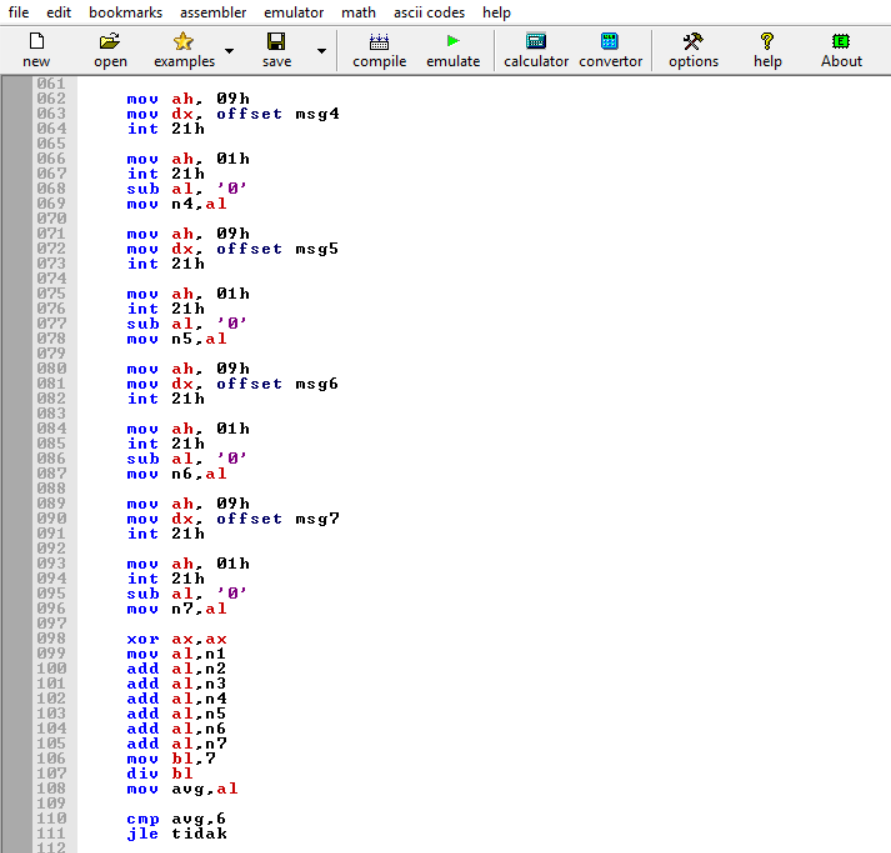 file edit bookmarks assembler emulator math ascii codes help
new open examples save compile emulate calculator convertor options help About
061
062 mov ah, 09h
063 mov dx, offset msg4
064 int 21h
065
066 mov ah, 01h
067 int 21h
068 sub al, '0'
069 mov n4,al
070
071 mov ah, 09h
072 mov dx, offset msg5
073 int 21h
074
075 mov ah, 01h
076 int 21h
077 sub al, '0'
078 mov n5,al
079
080 mov ah, 09h
081 mov dx, offset msg6
082 int 21h
083
084 mov ah, 01h
085 int 21h
086 sub al, '0'
087 mov n6,al
088
089 mov ah, 09h
090 mov dx, offset msg7
091 int 21h
092
093 mov ah, 01h
094 int 21h
095 sub al, '0'
096 mov n7,al
097
098 xor ax,ax
099 mov al,n1
100 add al,n2
101 add al,n3
102 add al,n4
103 add al,n5
104 add al,n6
105 add al,n7
106 mov bl,7
107 div bl
108 mov avg,al
109
110 cmp avg,6
111 jle tidak
112